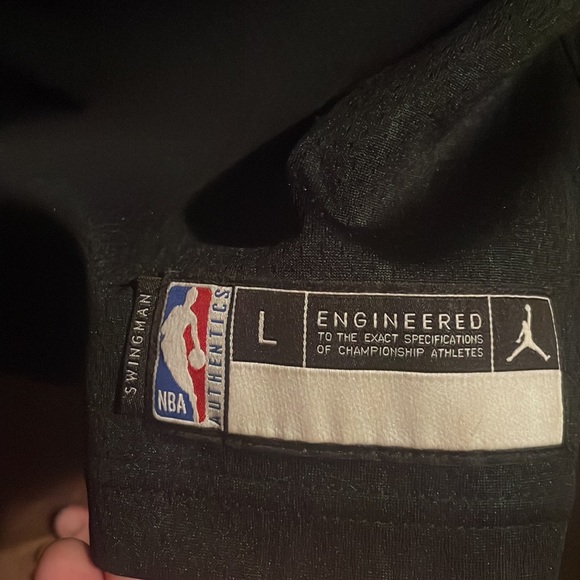 SWINGMAN
NBA
AUTHENTICS
L
ENGINEERED
TO THE EXACT SPECIFICATIONS
OF CHAMPIONSHIP ATHLETES